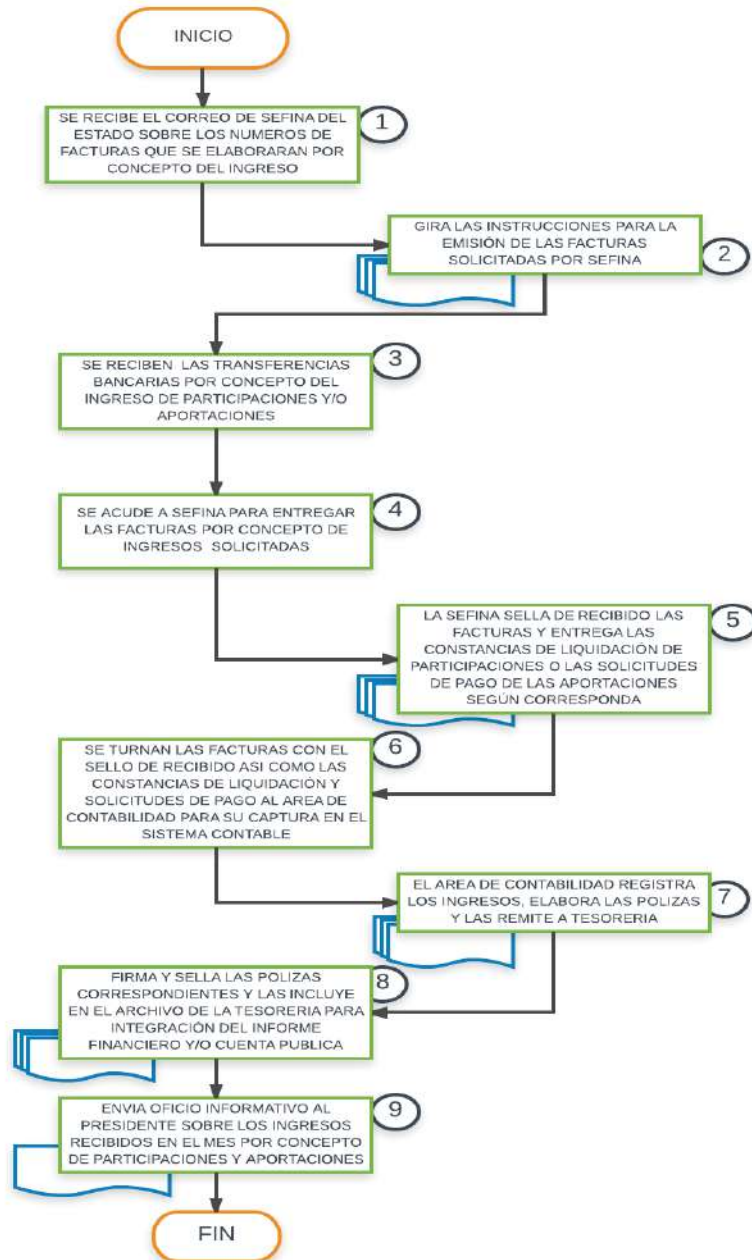 INICIO
SE RECIBE EL CORREO DE SEFINA DEL
ESTADO SOBRE LOS NUMEROS DE
FACTURAS QUE SE ELABORARAN POR
CONCEPTO DEL INGRESO
1
GIRA LAS INSTRUCCIONES PARA LA
EMISIÓN DE LAS FACTURAS
SOLICITADAS POR SEFINA
2
SE RECIBEN LAS TRANSFERENCIAS
BANCARIAS POR CONCEPTO DEL
INGRESO DE PARTICIPACIONES Y/O
APORTACIONES
3
SE ACUDE A SEFINA PARA ENTREGAR
LAS FACTURAS POR CONCEPTO DE
INGRESOS SOLICITADAS
4
LA SEFINA SELLA DE RECIBIDO LAS
FACTURAS Y ENTREGA LAS
CONSTANCIAS DE LIQUIDACIÓN DE
PARTICIPACIONES O LAS SOLICITUDES
DE PAGO DE LAS APORTACIONES
SEGÚN CORRESPONDA
5
SE TURNAN LAS FACTURAS CON EL
SELLO DE RECIBIDO ASI COMO LAS
CONSTANCIAS DE LIQUIDACIÓN Y
SOLICITUDES DE PAGO AL AREA DE
CONTABILIDAD PARA SU CAPTURA EN EL
SISTEMA CONTABLE
6
EL AREA DE CONTABILIDAD REGISTRA
LOS INGRESOS, ELABORA LAS POLIZAS
Y LAS REMITE A TESORERIA
7
FIRMA Y SELLA LAS POLIZAS
CORRESPONDIENTES Y LAS INCLUYE
EN EL ARCHIVO DE LA TESORERIA PARA
INTEGRACIÓN DEL INFORME
FINANCIERO Y/O CUENTA PUBLICA
8
ENVIA OFICIO INFORMATIVO AL
PRESIDENTE SOBRE LOS INGRESOS
RECIBIDOS EN EL MES POR CONCEPTO
DE PARTICIPACIONES Y APORTACIONES
9
FIN